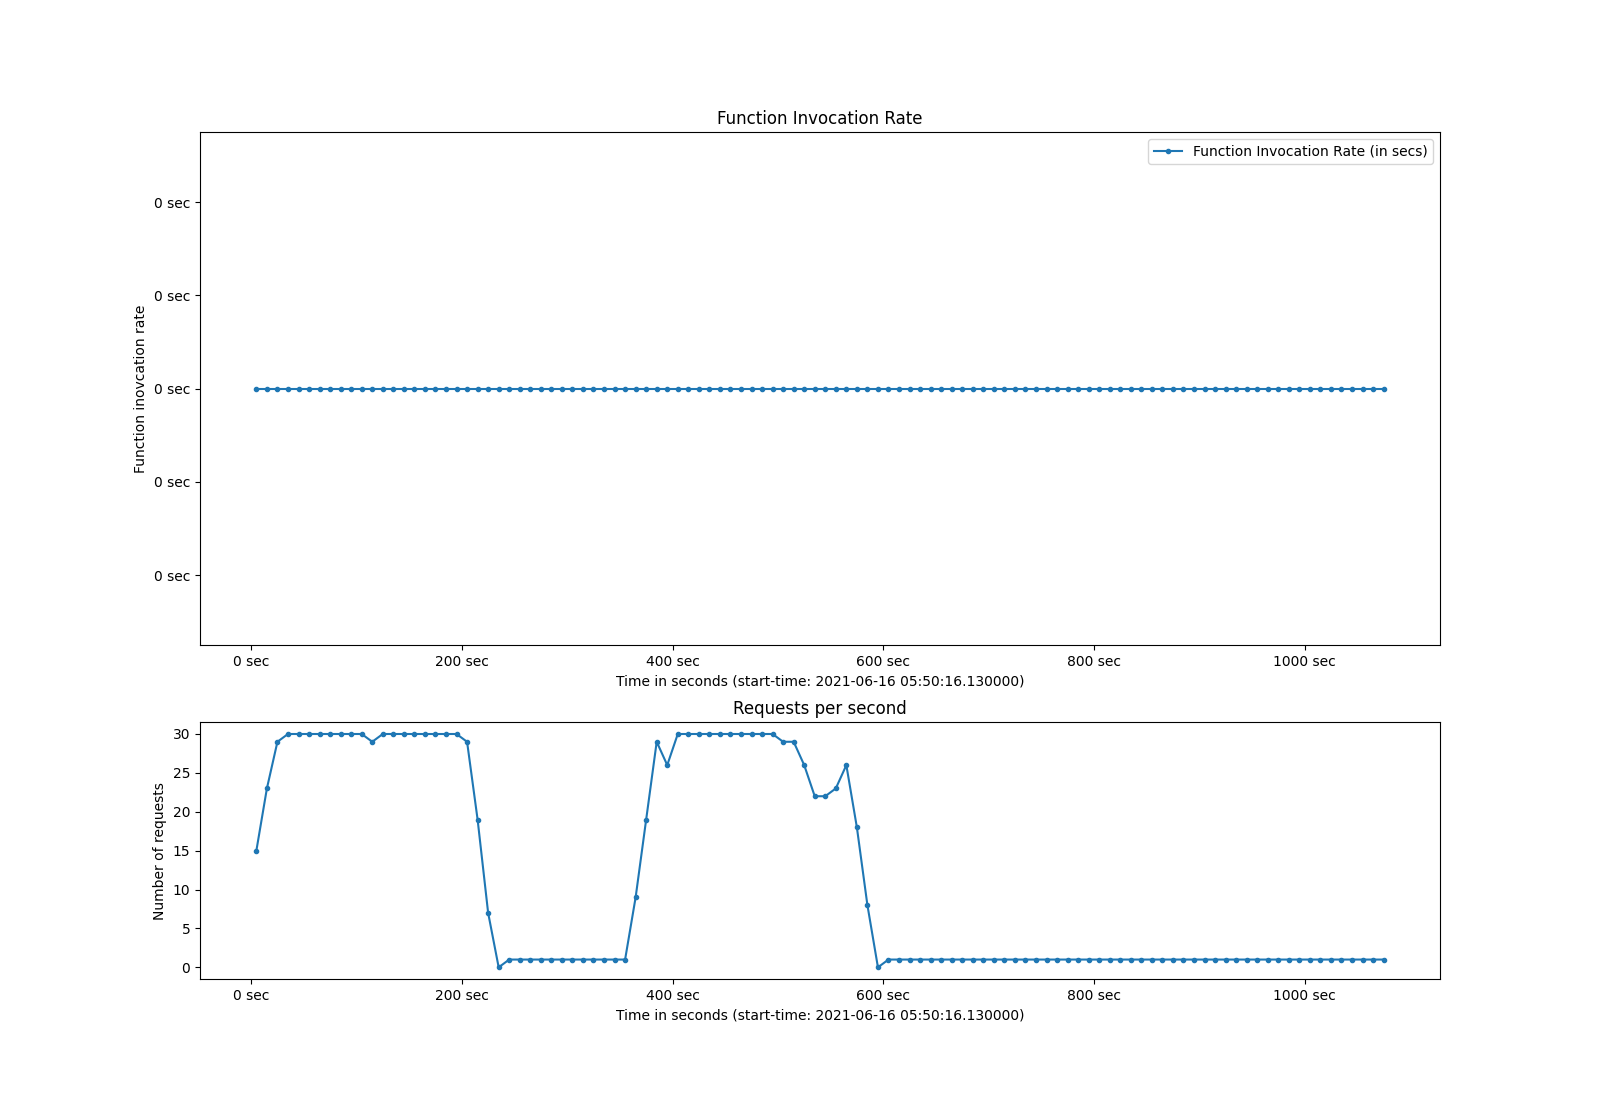 Function Invocation Rate
Function Invocation Rate (in secs)
0 sec
0 sec
0 sec
0 sec
0 sec
Function inovcation rate
0 sec 200 sec 400 sec 600 sec 800 sec 1000 sec
Time in seconds (start-time: 2021-06-16 05:50:16.130000)
Requests per second
30
25
20
15
10
5
0
Number of requests
0 sec 200 sec 400 sec 600 sec 800 sec 1000 sec
Time in seconds (start-time: 2021-06-16 05:50:16.130000)